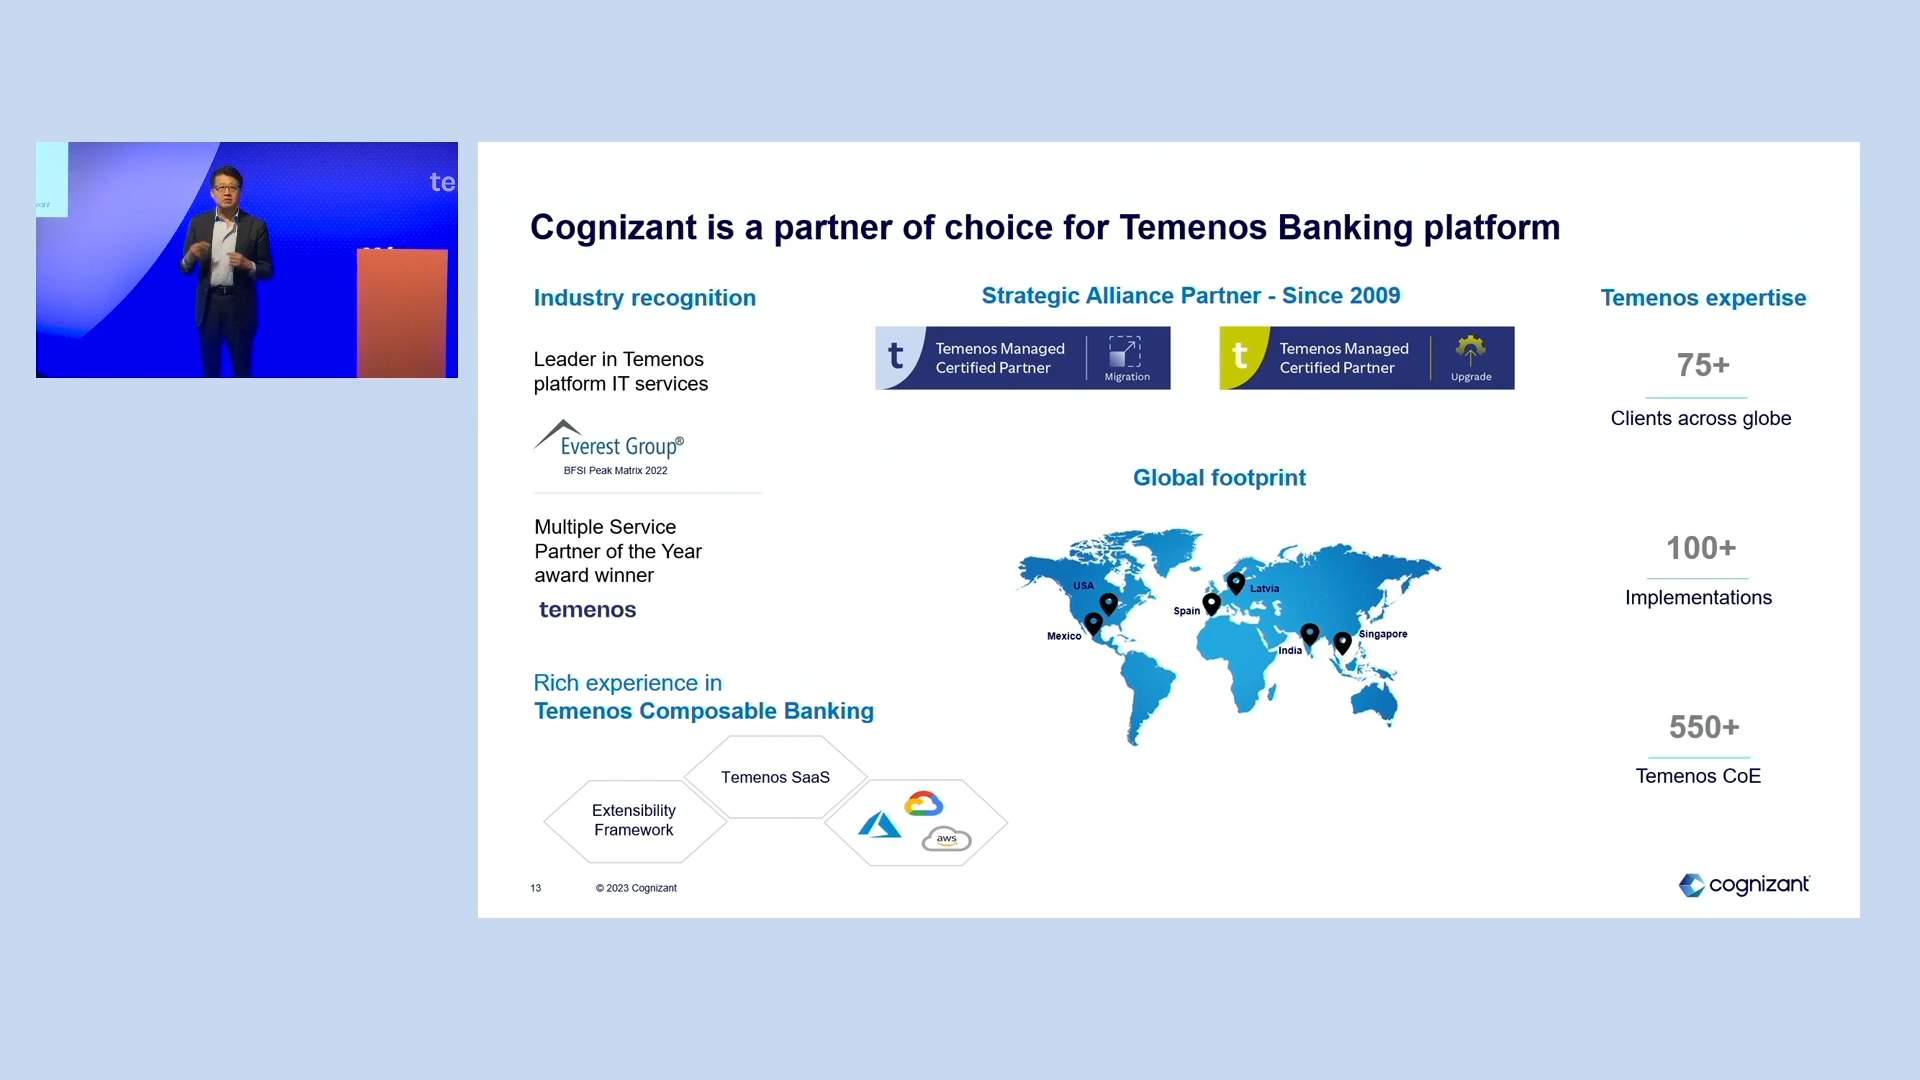 te
Cognizant is a partner of choice for Temenos Banking platform
Industry recognition
Leader in Temenos
platform IT services
Everest Group®
BFSI Peak Matrix 2022
Multiple Service
Partner of the Year
award winner
temenos
Rich experience in
Temenos Composable Banking
Extensibility
Framework
Temenos SaaS
aws
Strategic Alliance Partner - Since 2009
t
Temenos Managed
Certified Partner
Migration
t
Temenos Managed
Certified Partner
Upgrade
Global footprint
USA
Mexico
Spain
Latvia
India
Singapore
Temenos expertise
75+
Clients across globe
100+
Implementations
550+
Temenos CoE
13
© 2023 Cognizant
cognizant